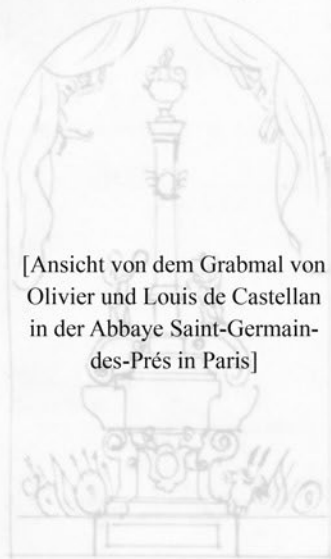 [Ansicht von dem Grabmal von
Olivier und Louis de Castellan
in der Abbaye Saint-Germain-
des-Prés in Paris]